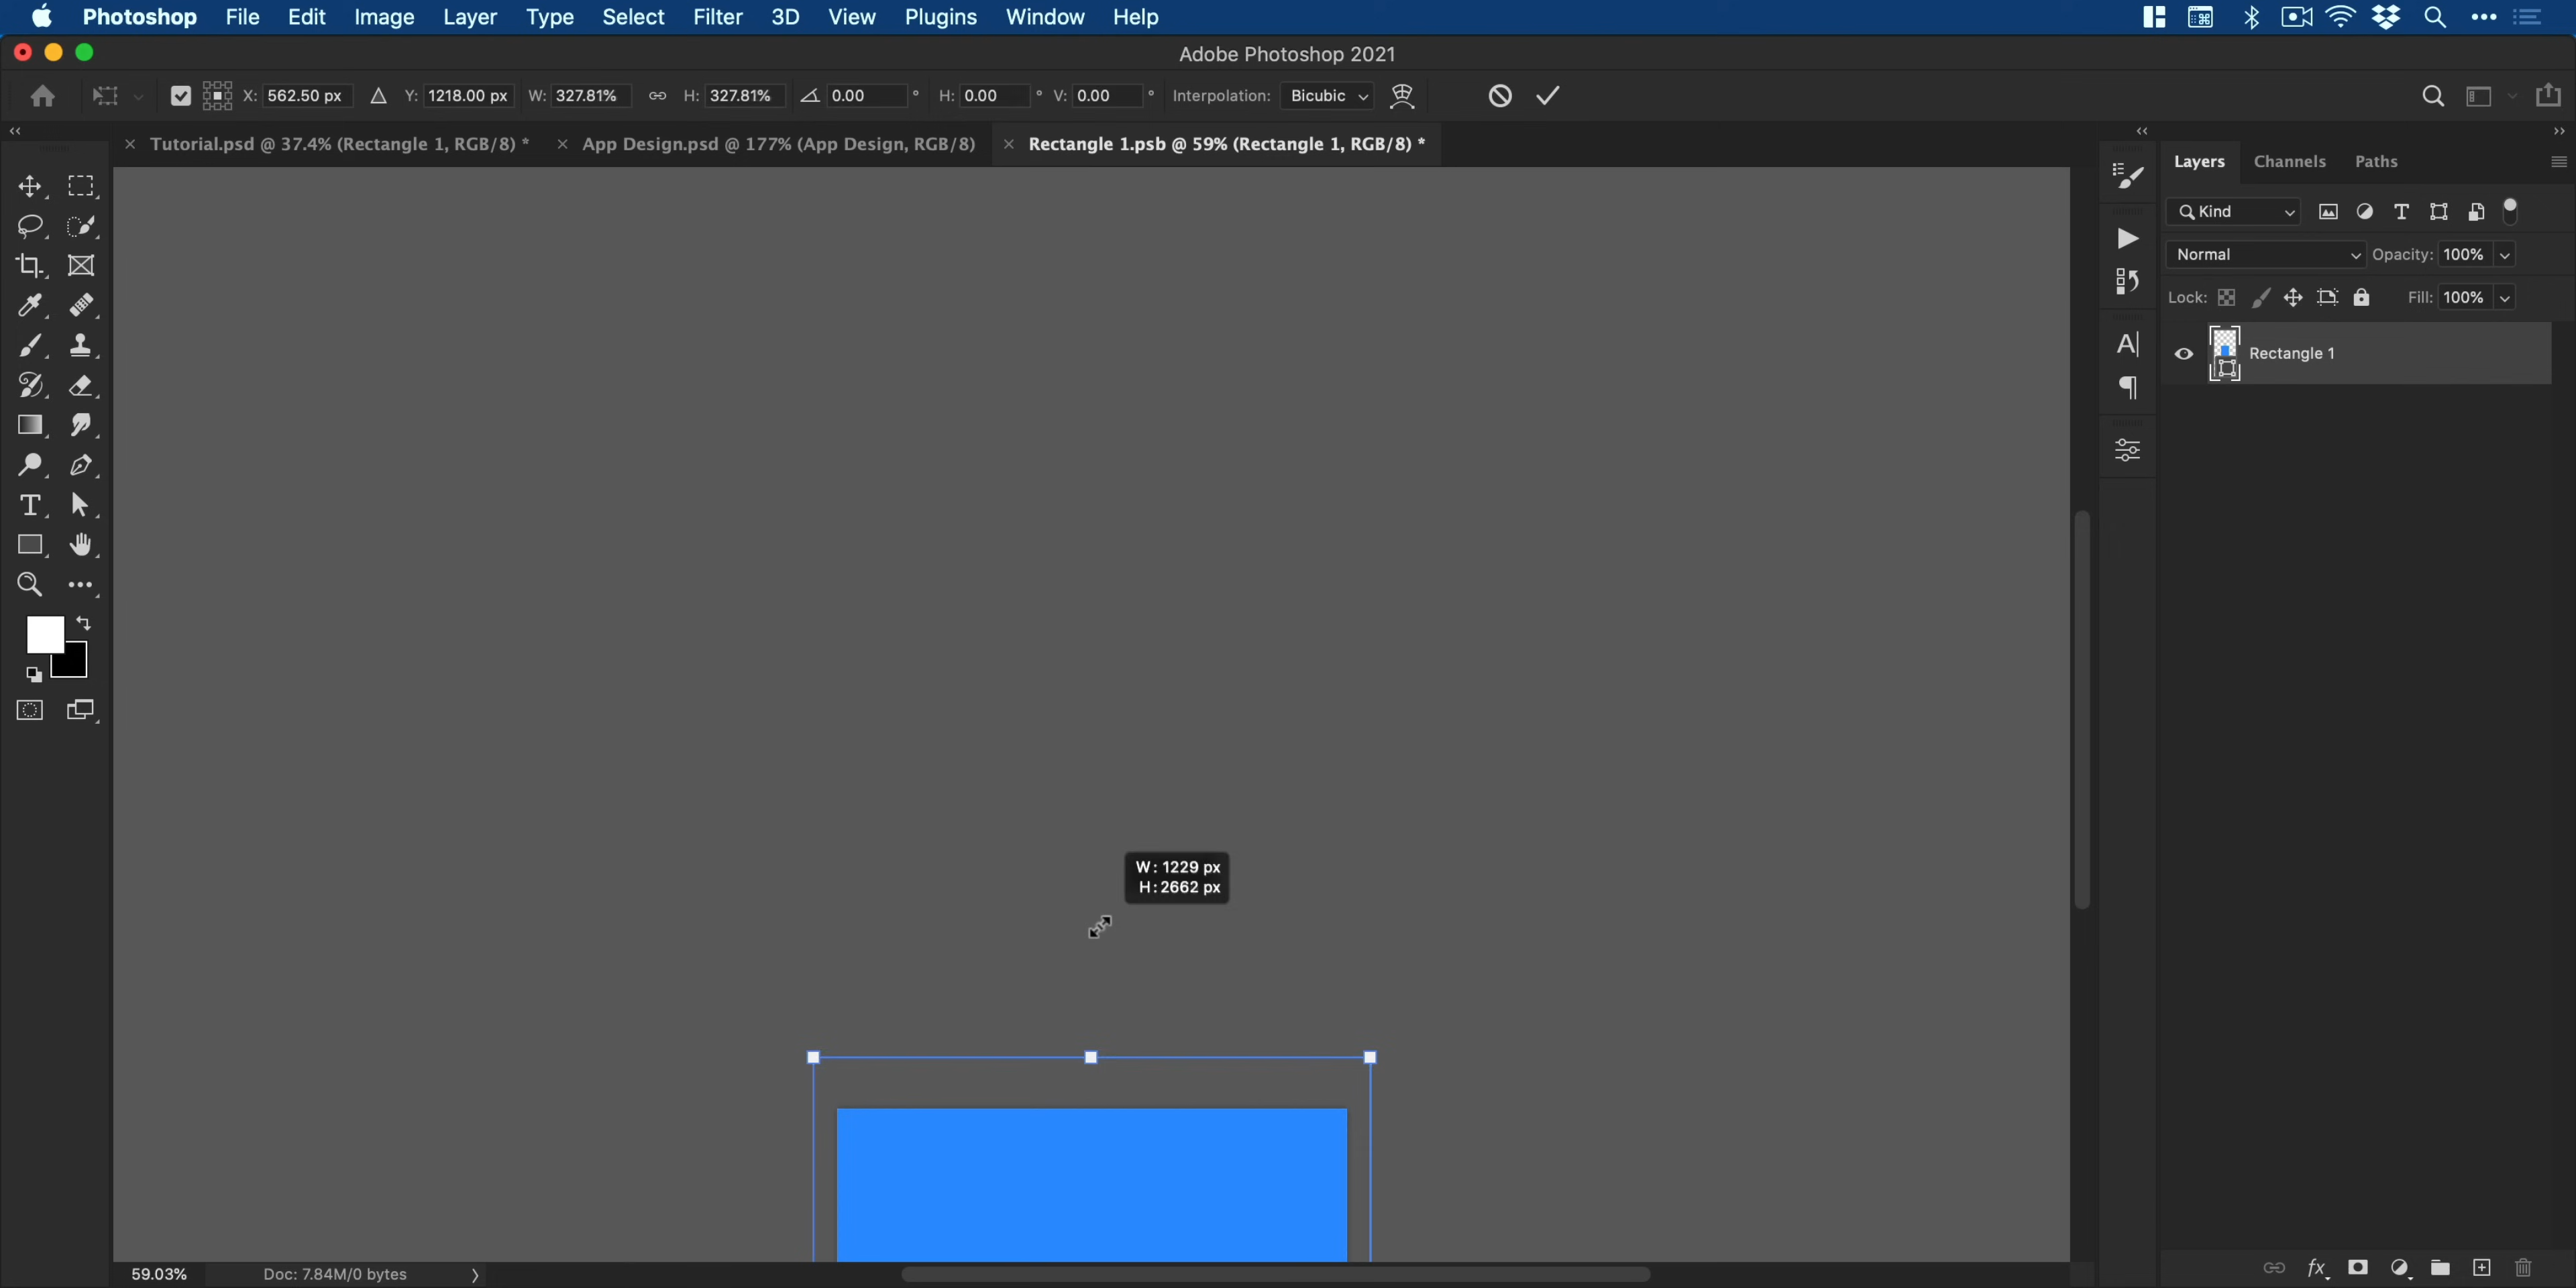 Photoshop File Edit Image Layer Type Select Filter 3D View Plugins Window Help
Adobe Photoshop 2021
X: 562.50 px Y: 1218.00 px W: 327.81% H: 327.81% 0.00 ° H: 0.00 ° V: 0.00 ° Interpolation: Bicubic
Tutorial.psd @ 37.4% (Rectangle 1, RGB/8) * App Design.psd @ 177% (App Design, RGB/8) Rectangle 1.psb @ 59% (Rectangle 1, RGB/8) *
Layers Channels Paths
Kind
Normal Opacity: 100%
Lock: Fill: 100%
Rectangle 1
W: 1229 px
H: 2662 px
59.03% Doc: 7.84M/0 bytes